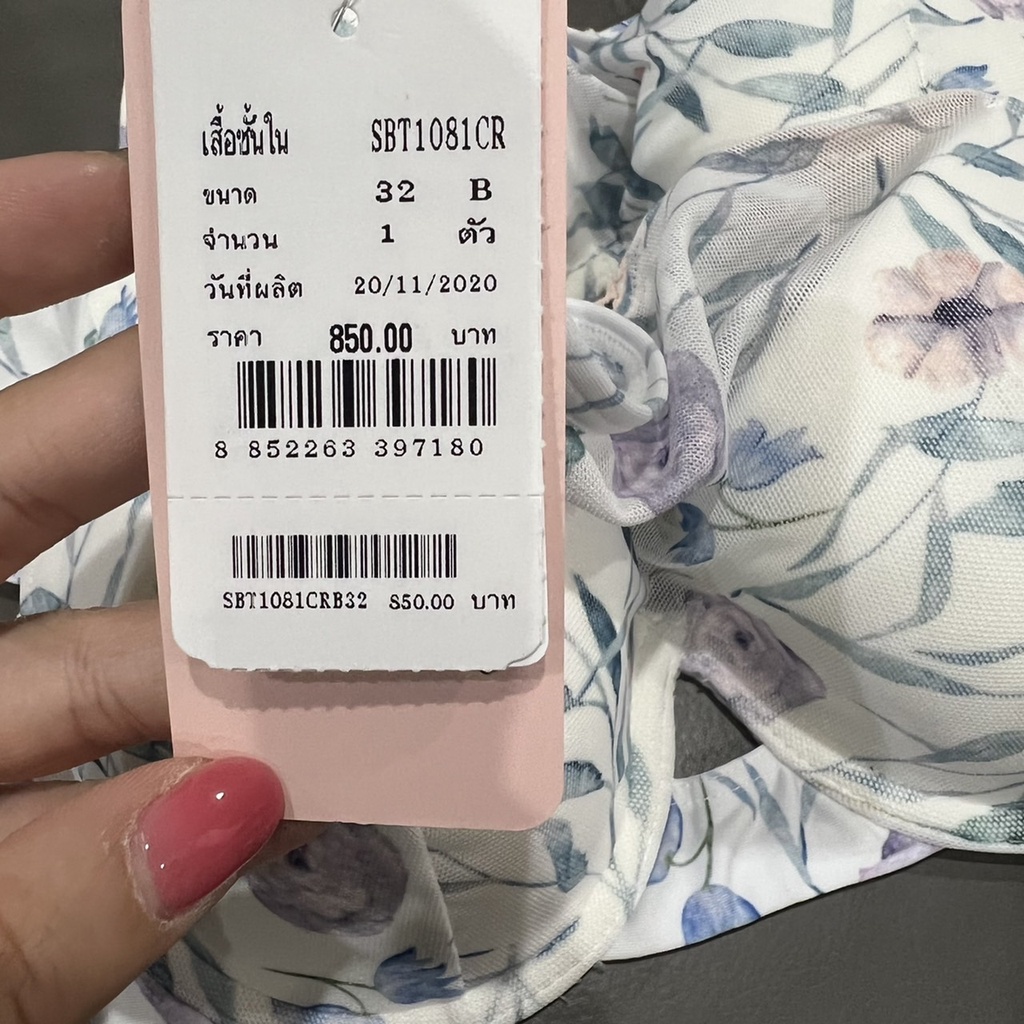 เสื้อชั้นใน SBT1081CR
ขนาด 32 B
จำนวน 1 ตัว
วันที่ผลิต 20/11/2020
ราคา 850.00 บาท
8 852263 397180
SBT1081CRB32 850.00 บาท